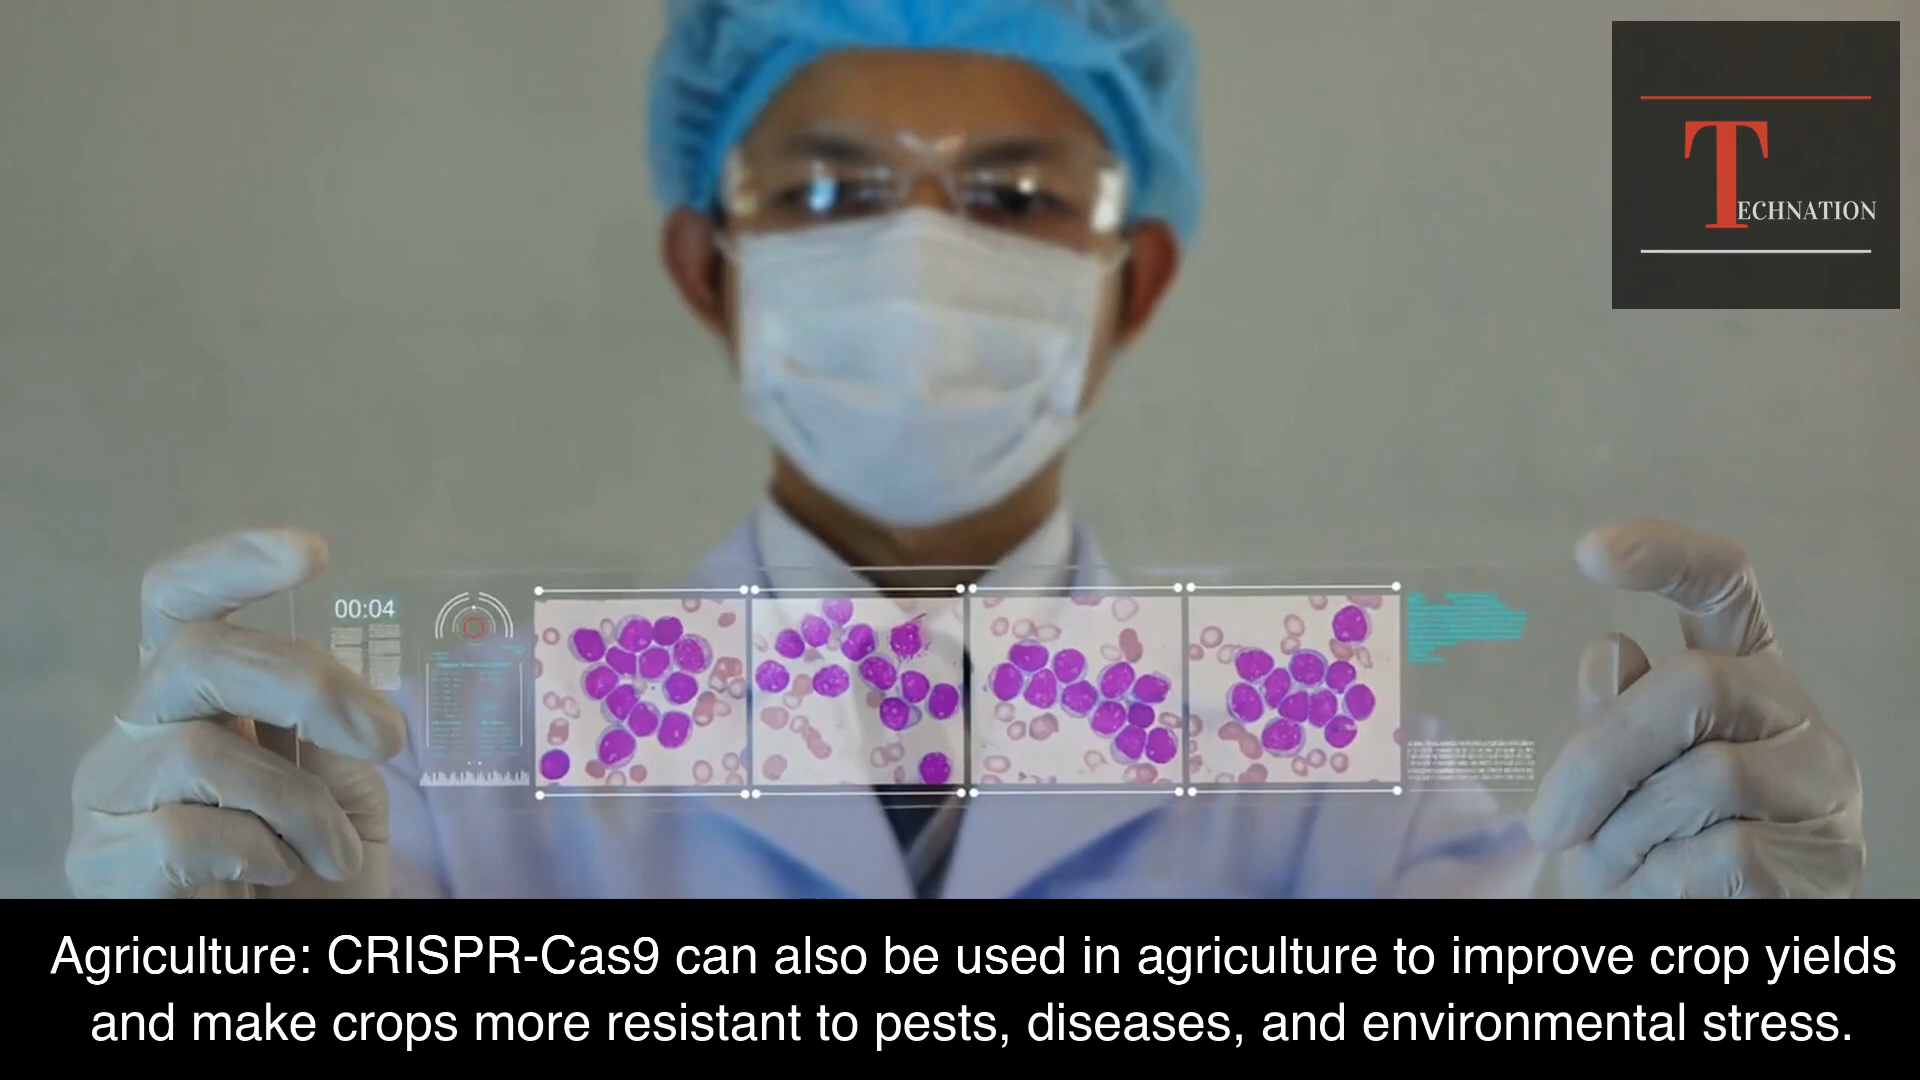 TECHNATION
00:04
Agriculture: CRISPR-Cas9 can also be used in agriculture to improve crop yields
and make crops more resistant to pests, diseases, and environmental stress.